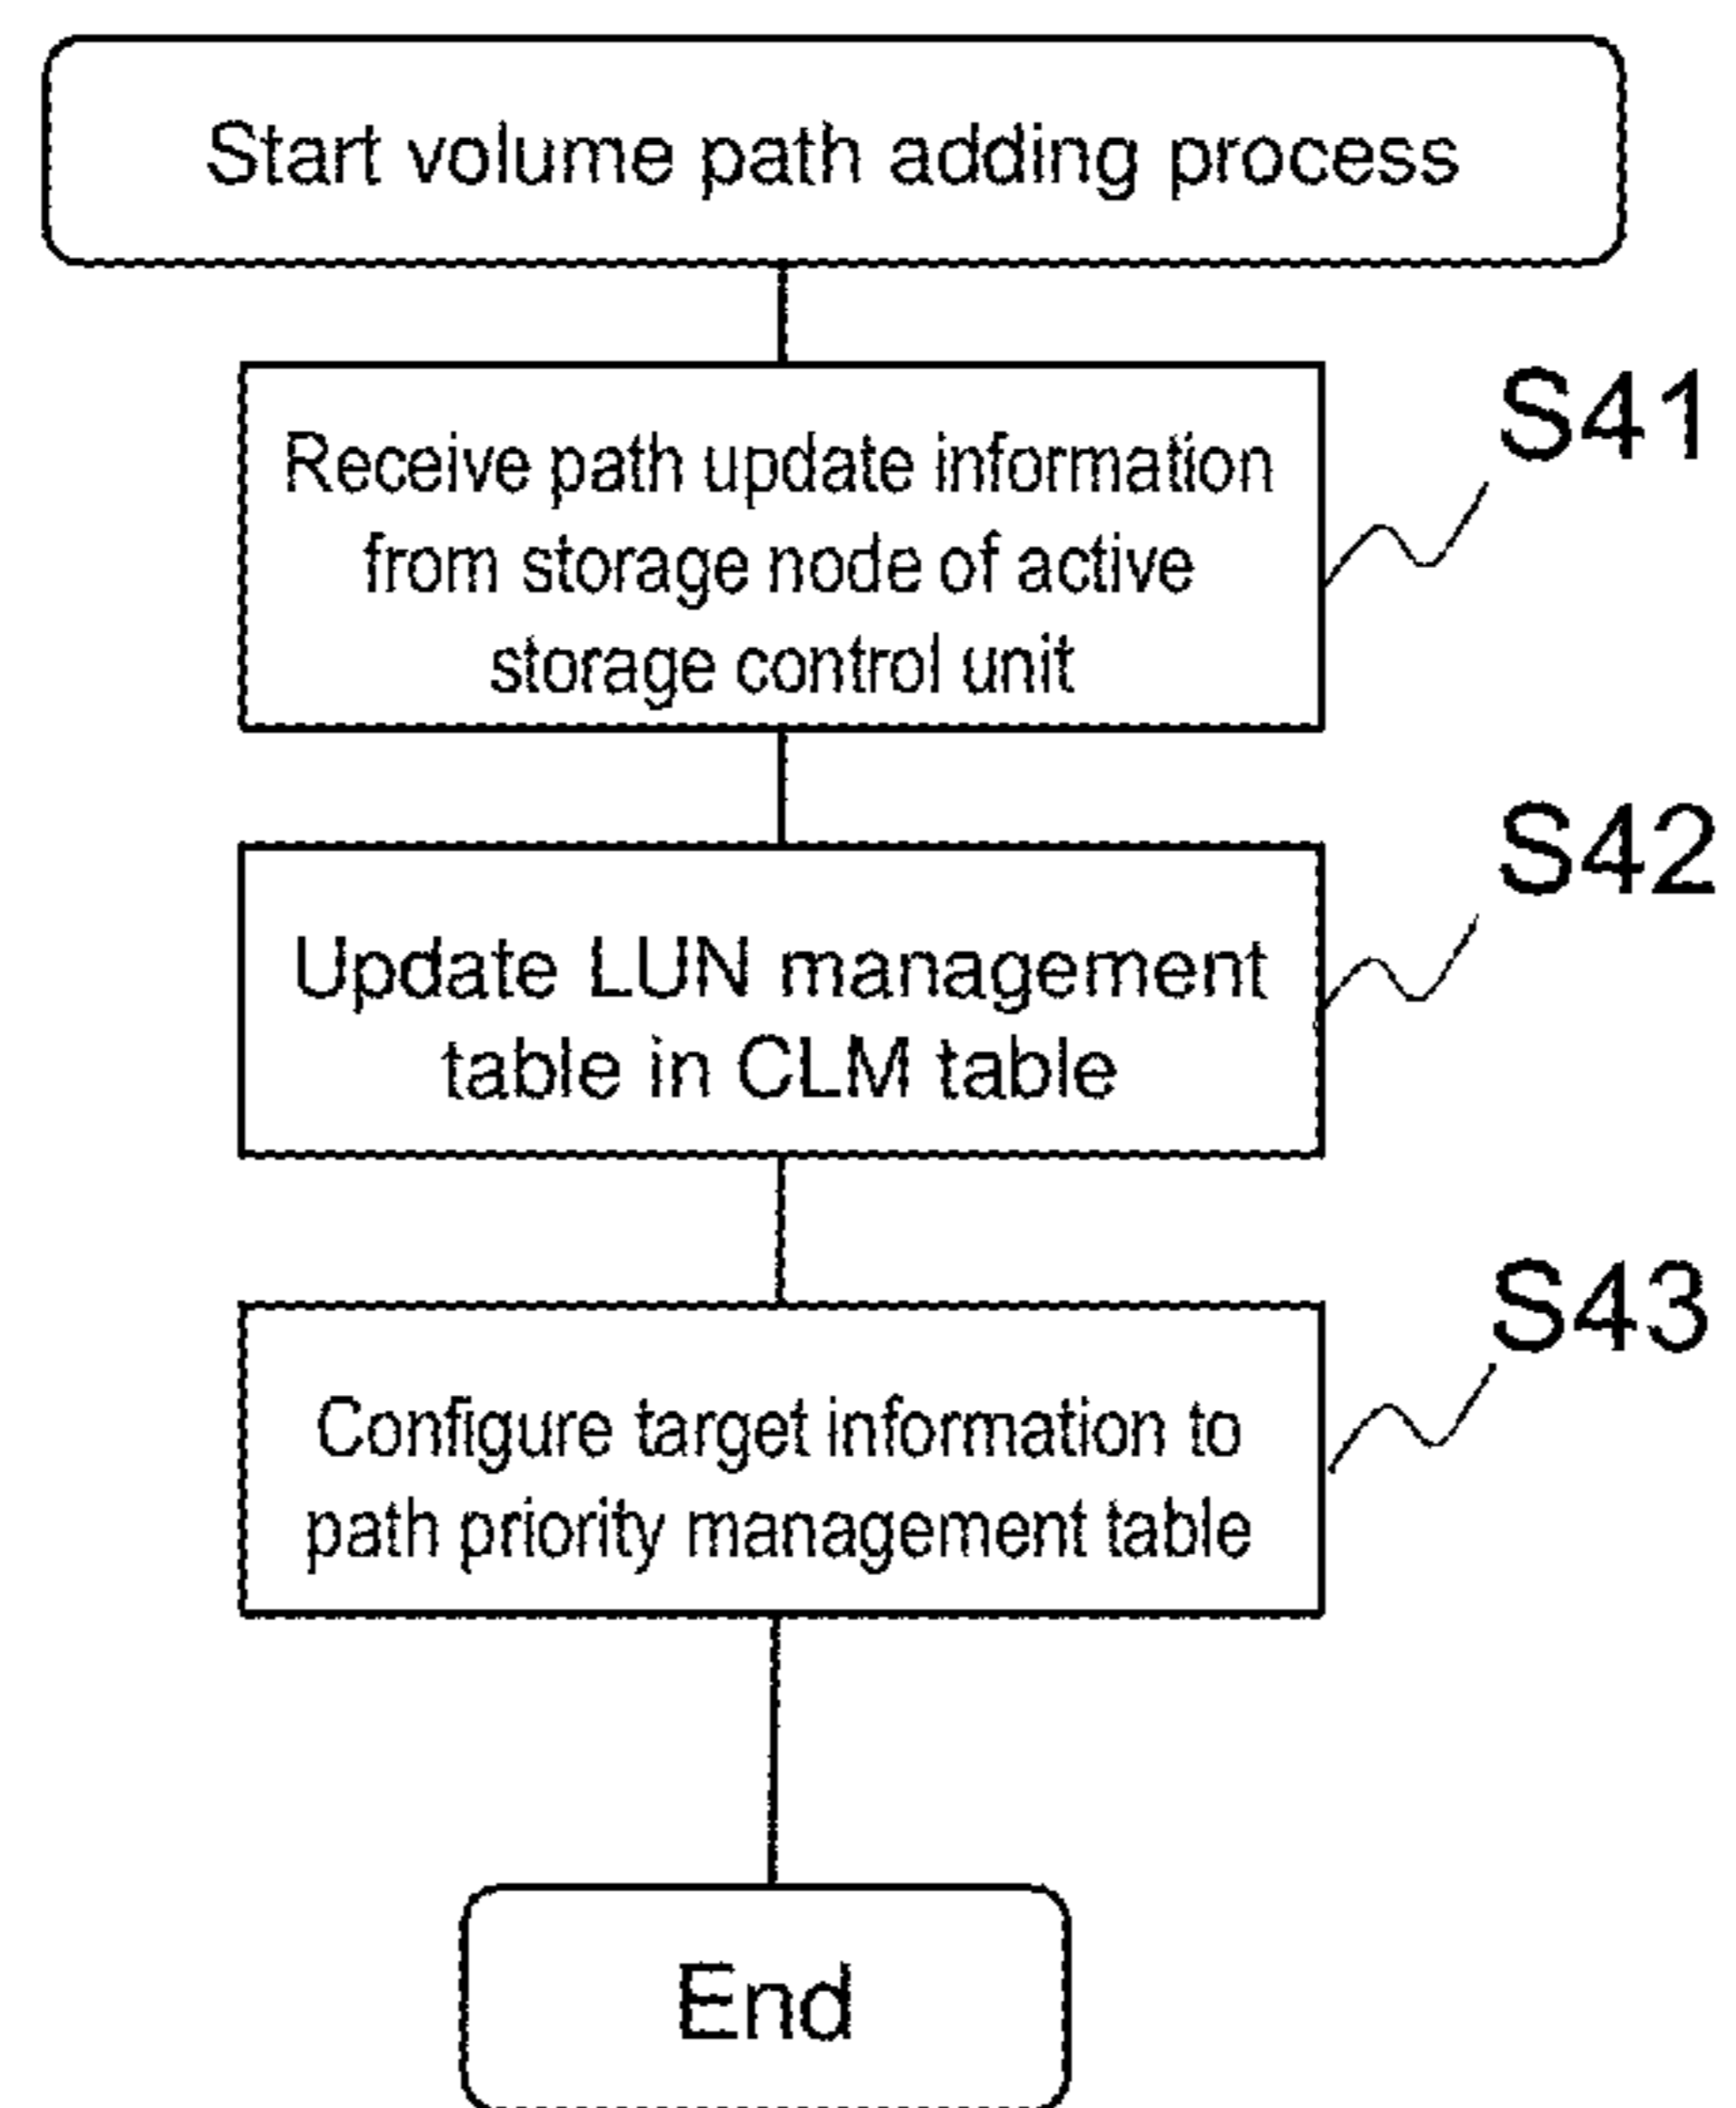 Start volume path adding process
S41
Receive path update information
from storage node of active
storage control unit
S42
Update LUN management
table in CLM table
S43
Configure target information to
path priority management table
End